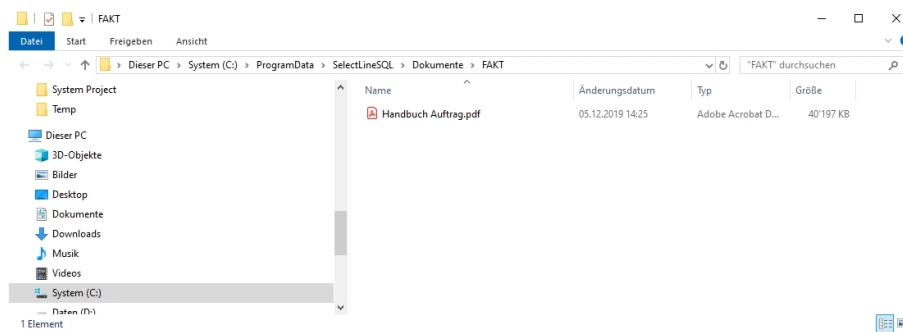 FAKT
Datei Start Freigeben Ansicht
Dieser PC › System (C:) › ProgramData › SelectLineSQL › Dokumente › FAKT
"FAKT" durchsuchen
System Project
Temp
Dieser PC
3D-Objekte
Bilder
Desktop
Dokumente
Downloads
Musik
Videos
System (C:)
Daten (D:)
Name Änderungsdatum Typ Größe
Handbuch Auftrag.pdf 05.12.2019 14:25 Adobe Acrobat D... 40'197 KB
1 Element